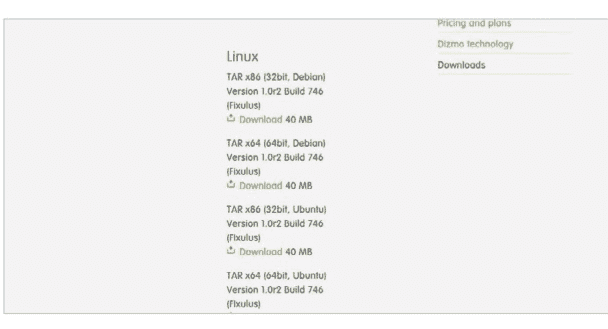 Pricing and plans
Dizmo technology
Downloads
Linux
TAR x86 (32bit, Debian)
Version 1.0r2 Build 746
(Fixulus)
Download 40 MB
TAR x64 (64bit, Debian)
Version 1.0r2 Build 746
(Fixulus)
Download 40 MB
TAR x86 (32bit, Ubuntu)
Version 1.0r2 Build 746
(Fixulus)
Download 40 MB
TAR x64 (64bit, Ubuntu)
Version 1.0r2 Build 746
(Fixulus)